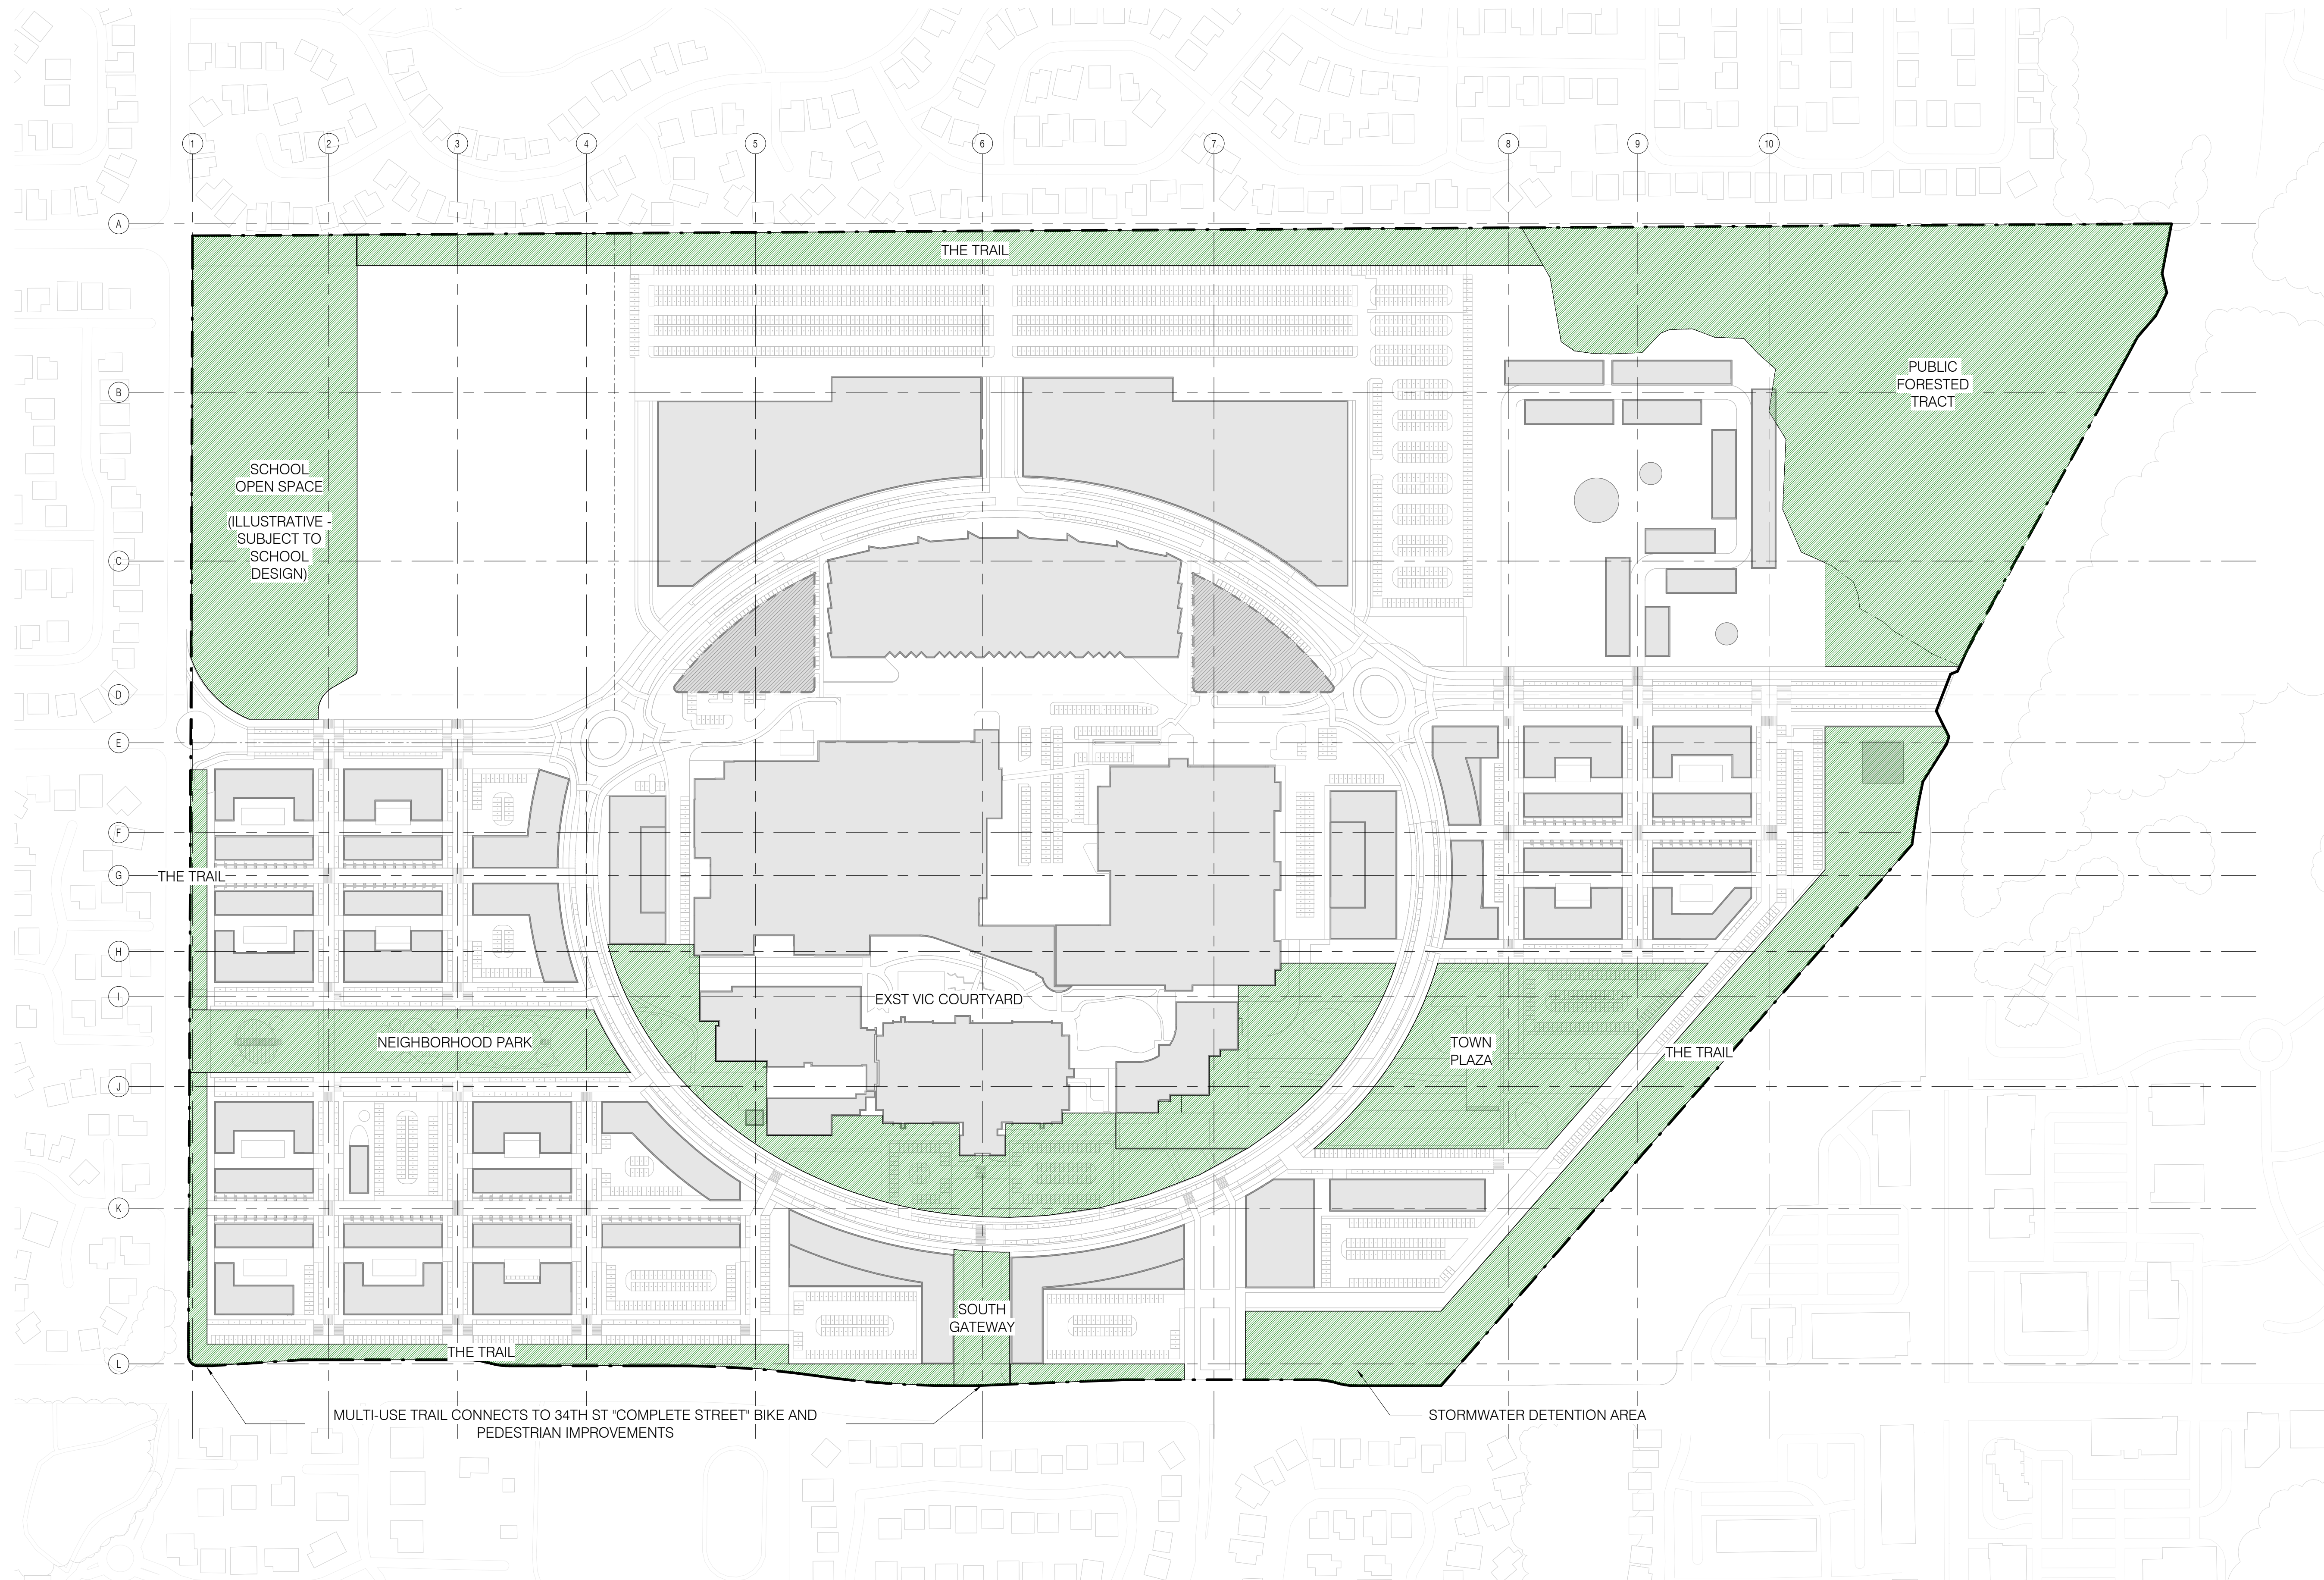 1 2 3 4 5 6 7 8 9 10
A
THE TRAIL
B
PUBLIC
FORESTED
TRACT
SCHOOL
OPEN SPACE
(ILLUSTRATIVE -
SUBJECT TO
SCHOOL
DESIGN)
C
D
E
F
G
THE TRAIL
H
I
EXST VIC COURTYARD
NEIGHBORHOOD PARK
TOWN
PLAZA
THE TRAIL
J
K
SOUTH
GATEWAY
THE TRAIL
L
MULTI-USE TRAIL CONNECTS TO 34TH ST "COMPLETE STREET" BIKE AND
PEDESTRIAN IMPROVEMENTS
STORMWATER DETENTION AREA